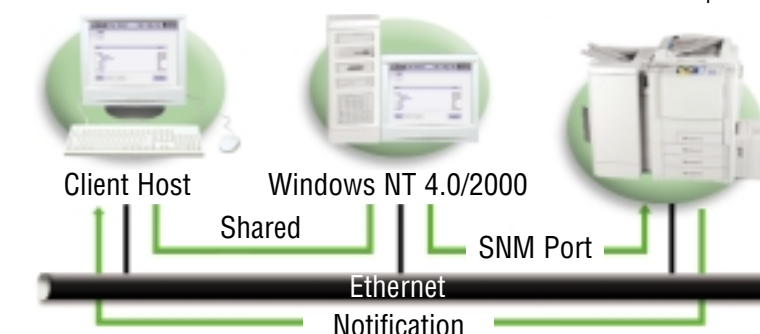 Client Host
Windows NT 4.0/2000
Shared
SNM Port
Ethernet
Notification